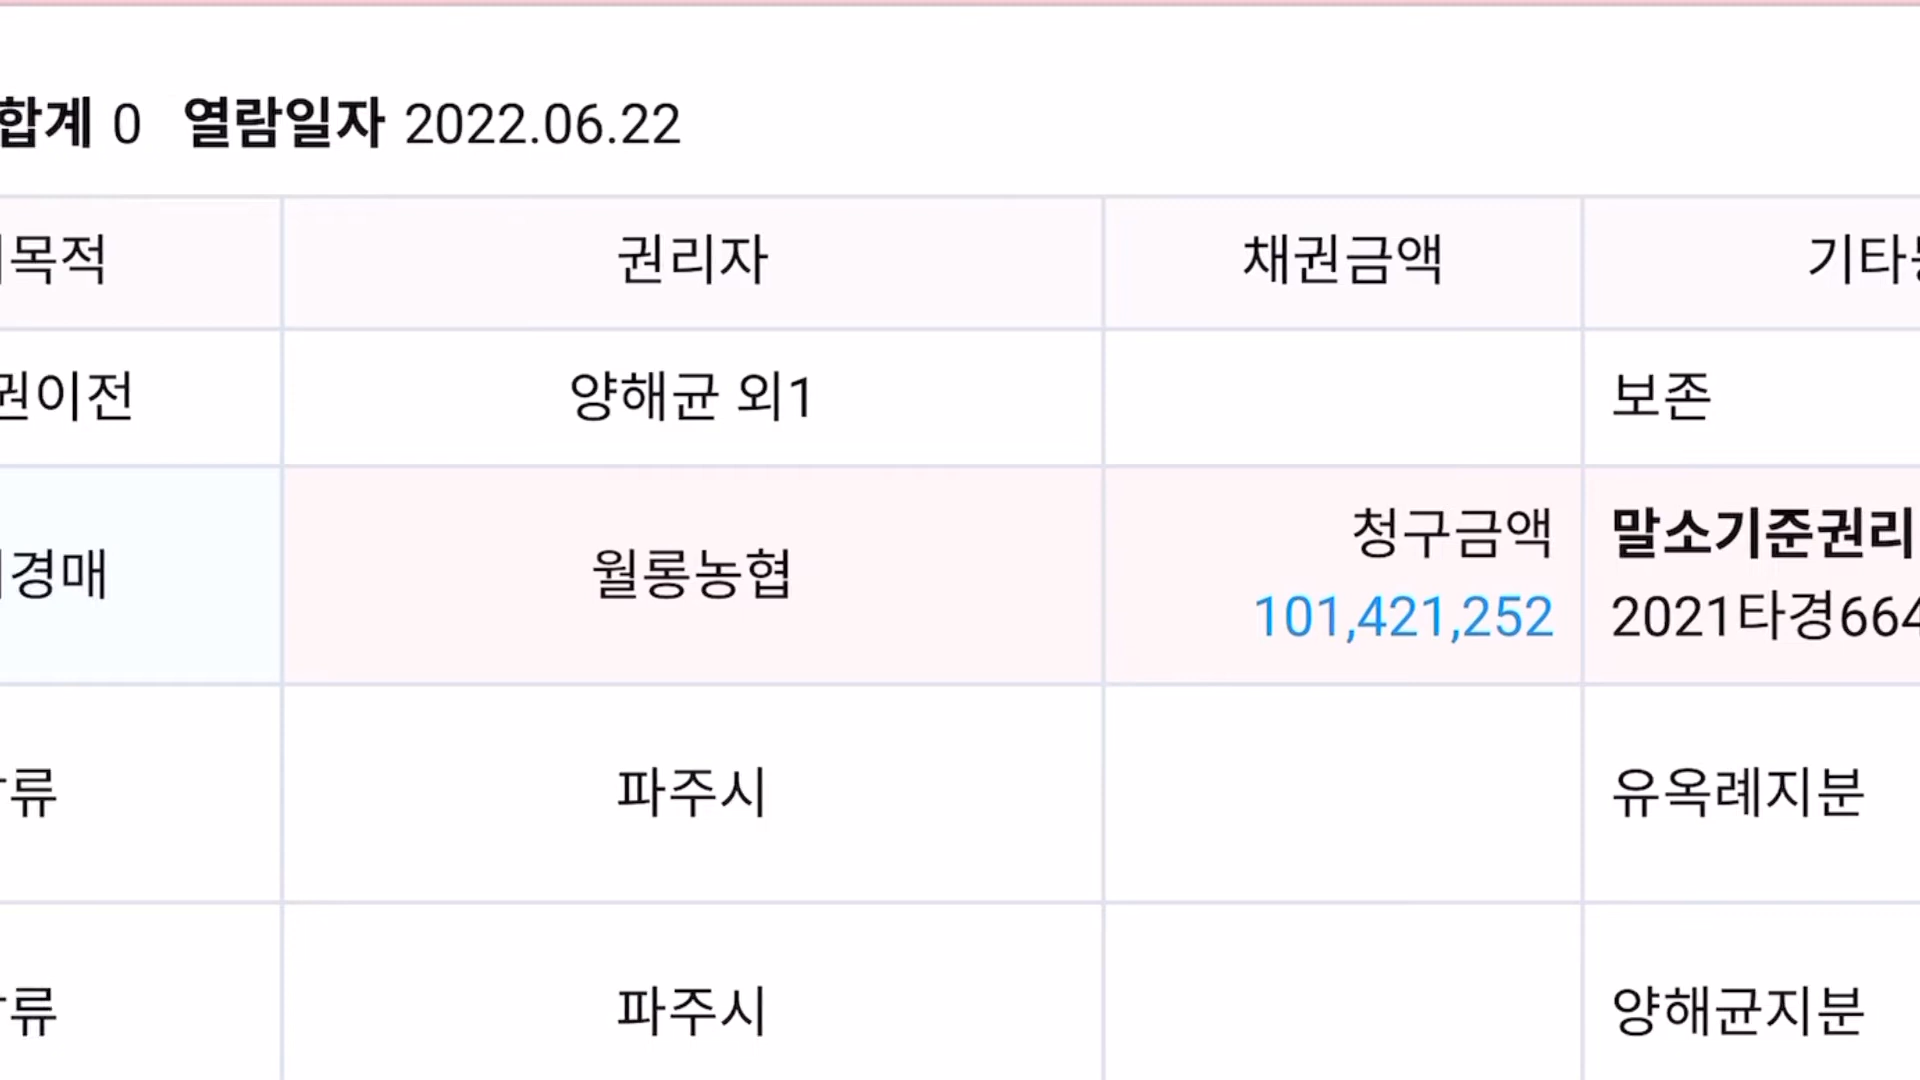 합계 0 열람일자 2022.06.22
목적 권리자 채권금액 기타
권이전 양해균 외1 보존
경매 월롱농협 청구금액 말소기준권리
101,421,252 2021타경664
류 파주시 유옥례지분
류 파주시 양해균지분